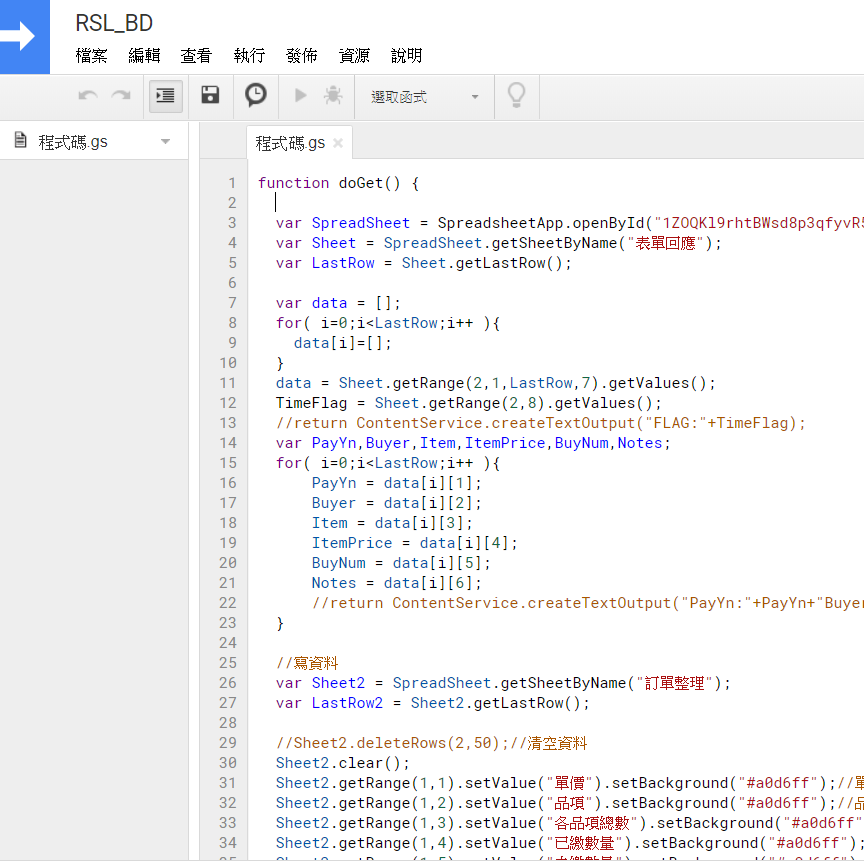 RSL_BD
檔案 編輯 查看 執行 發佈 資源 說明
選取函式
程式碼.gs
程式碼.gs ×
1 function doGet() {
2
3 var SpreadSheet = SpreadsheetApp.openById("1ZOQKl9rhtBWsd8p3qfyvR5
4 var Sheet = SpreadSheet.getSheetByName("表單回應");
5 var LastRow = Sheet.getLastRow();
6
7 var data = [];
8 for( i=0;i<LastRow;i++ ){
9 data[i]=[];
10 }
11 data = Sheet.getRange(2,1,LastRow,7).getValues();
12 TimeFlag = Sheet.getRange(2,8).getValues();
13 //return ContentService.createTextOutput("FLAG:"+TimeFlag);
14 var PayYn,Buyer,Item,ItemPrice,BuyNum,Notes;
15 for( i=0;i<LastRow;i++ ){
16 PayYn = data[i][1];
17 Buyer = data[i][2];
18 Item = data[i][3];
19 ItemPrice = data[i][4];
20 BuyNum = data[i][5];
21 Notes = data[i][6];
22 //return ContentService.createTextOutput("PayYn:"+PayYn+"Buyer
23 }
24
25 //寫資料
26 var Sheet2 = SpreadSheet.getSheetByName("訂單整理");
27 var LastRow2 = Sheet2.getLastRow();
28
29 //Sheet2.deleteRows(2,50);//清空資料
30 Sheet2.clear();
31 Sheet2.getRange(1,1).setValue("單價").setBackground("#a0d6ff");//單
32 Sheet2.getRange(1,2).setValue("品項").setBackground("#a0d6ff");//品
33 Sheet2.getRange(1,3).setValue("各品項總數").setBackground("#a0d6ff"
34 Sheet2.getRange(1,4).setValue("已繳數量").setBackground("#a0d6ff");